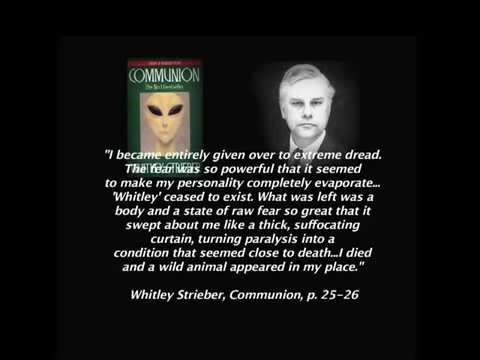 COMMUNION
WHITLEY STRIEBER
"I became entirely given over to extreme dread.
The fear was so powerful that it seemed
to make my personality completely evaporate...
'Whitley' ceased to exist. What was left was a
body and a state of raw fear so great that it
swept about me like a thick, suffocating
curtain, turning paralysis into a
condition that seemed close to death...I died
and a wild animal appeared in my place."
Whitley Strieber, Communion, p. 25-26